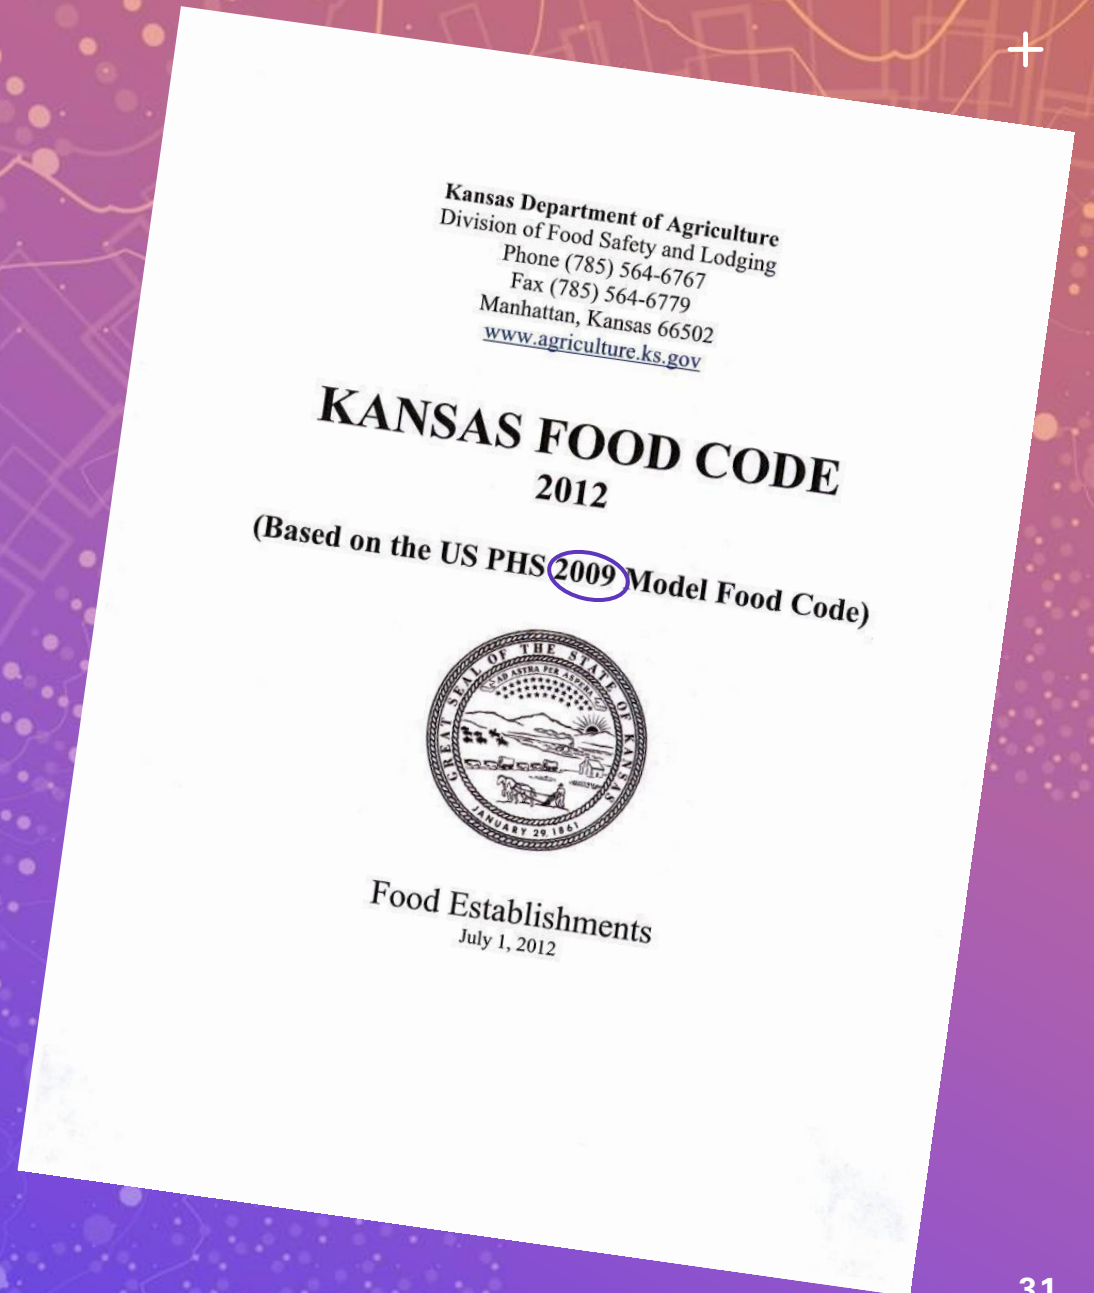 Kansas Department of Agriculture
Division of Food Safety and Lodging
Phone (785) 564-6767
Fax (785) 564-6779
Manhattan, Kansas 66502
www.agriculture.ks.gov
KANSAS FOOD CODE
2012
(Based on the US PHS 2009 Model Food Code)
GREAT SEAL OF THE STATE OF KANSAS
AD ASTRA PER ASPERA
JANUARY 29, 1861
Food Establishments
July 1, 2012
31